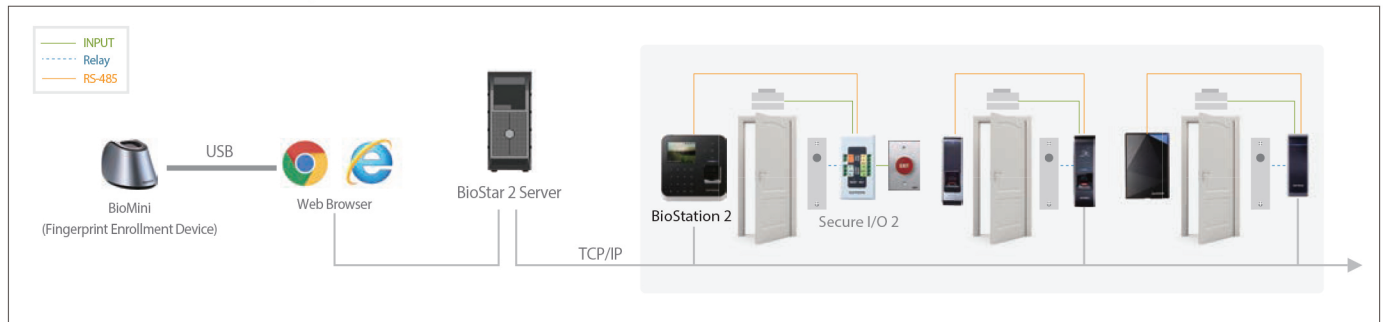 INPUT
Relay
RS-485
USB
BioMini
(Fingerprint Enrollment Device)
Web Browser
BioStar 2 Server
TCP/IP
BioStation 2
Secure I/O 2
EXIT